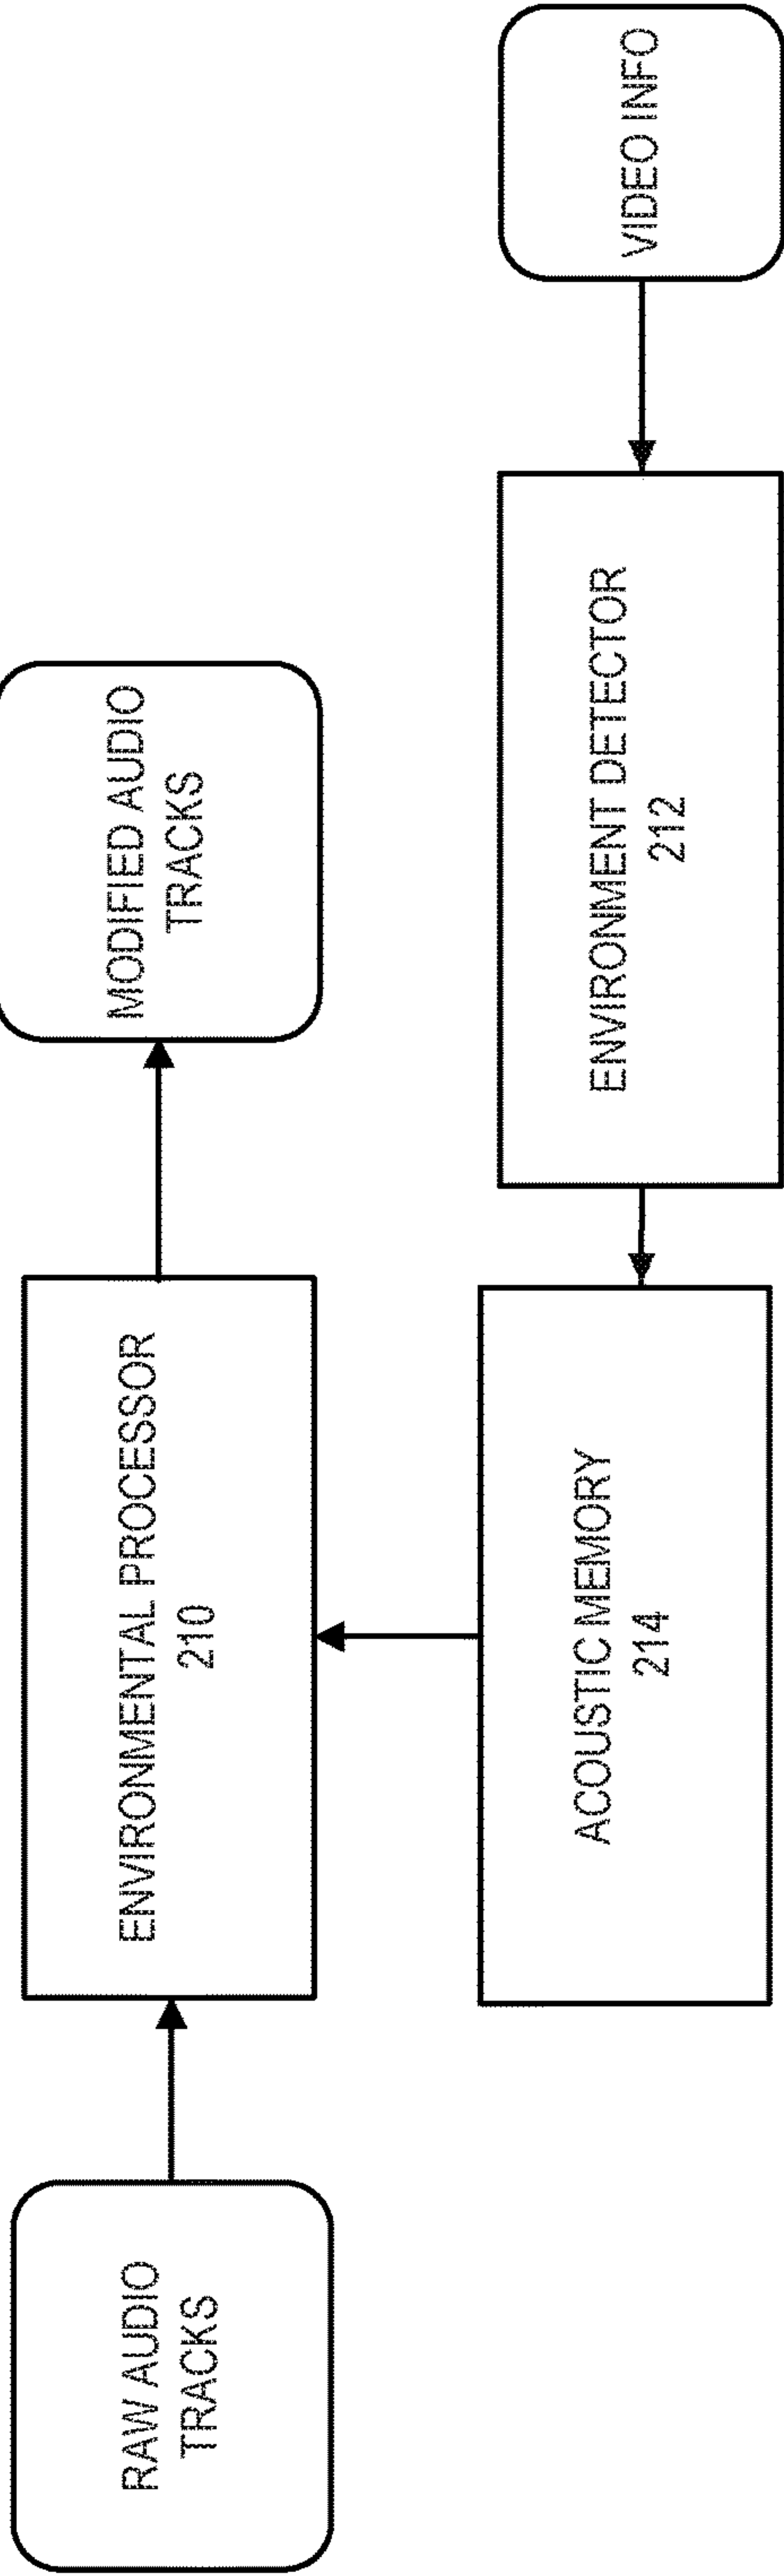 RAW AUDIO
TRACKS
ENVIRONMENTAL PROCESSOR
210
MODIFIED AUDIO
TRACKS
ACOUSTIC MEMORY
214
ENVIRONMENT DETECTOR
212
VIDEO INFO